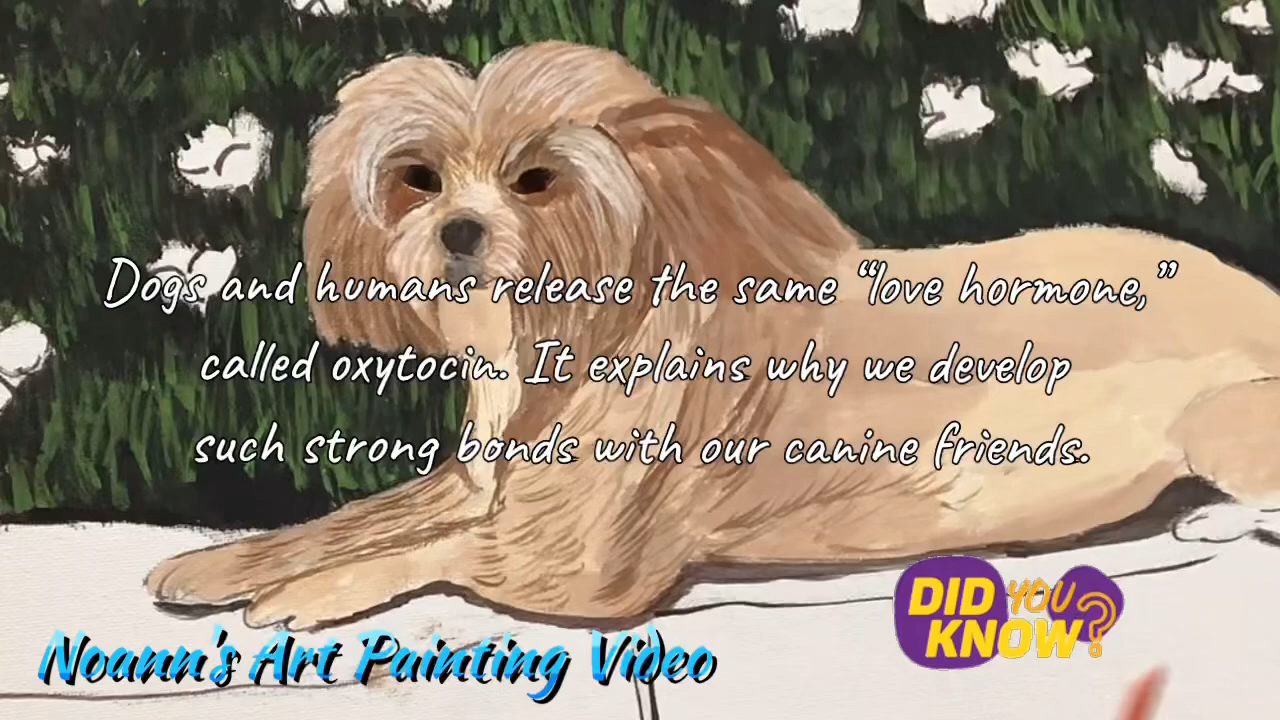 Dogs and humans release the same “love hormone,”
called oxytocin. It explains why we develop
such strong bonds with our canine friends.
DID YOU
KNOW?
Noann's Art Painting Video